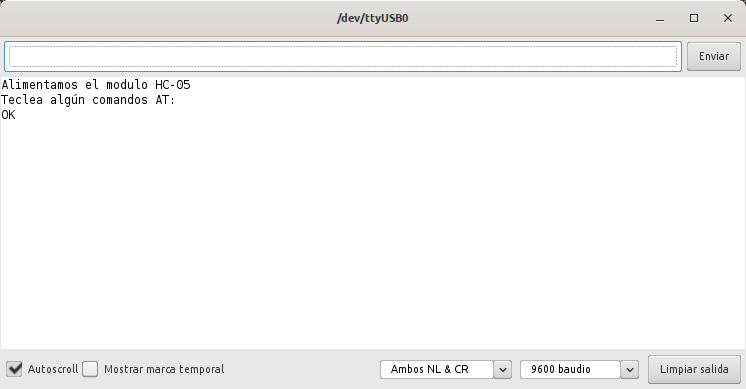 /dev/ttyUSB0
Enviar
Alimentamos el modulo HC-05
Teclea algún comandos AT:
OK
Autoscroll Mostrar marca temporal Ambos NL & CR 9600 baudio Limpiar salida